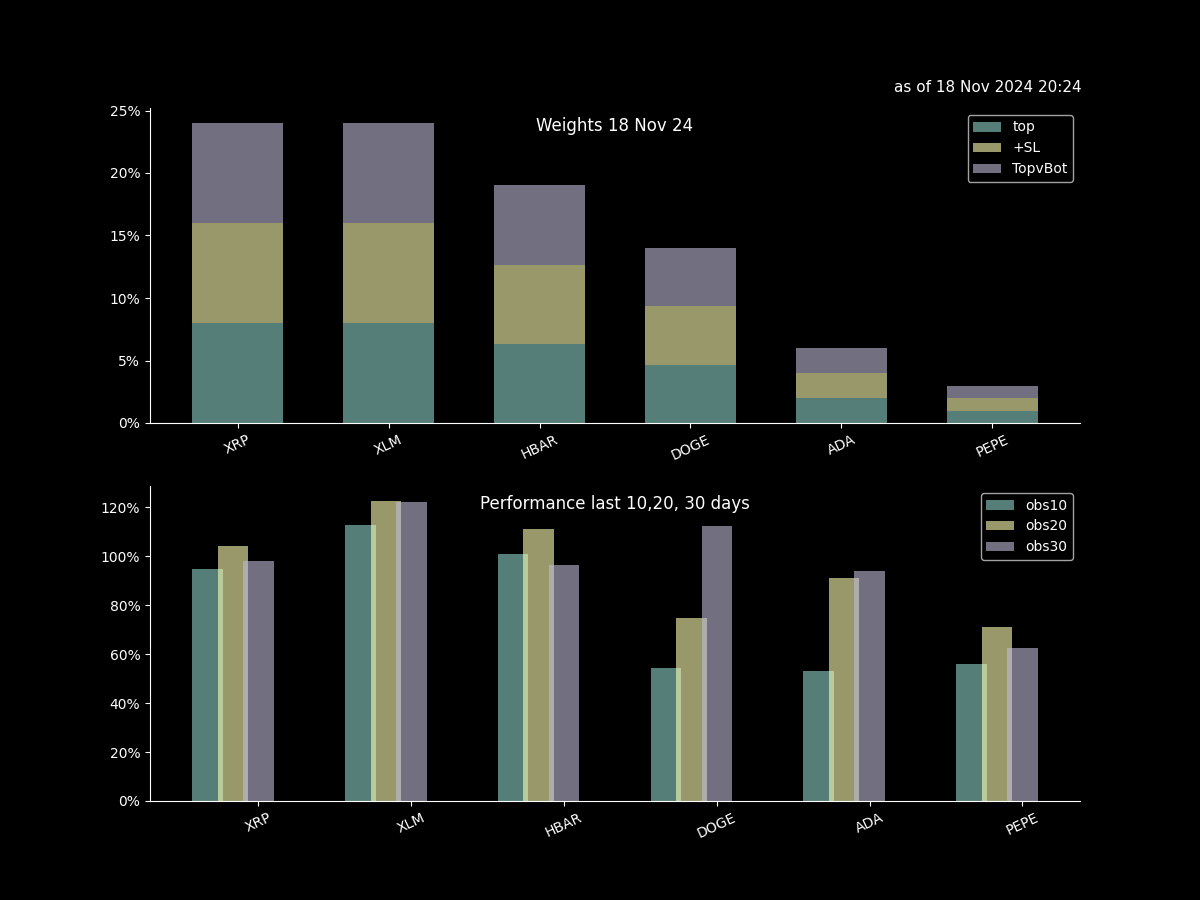 as of 18 Nov 2024 20:24
25%
Weights 18 Nov 24
top
+SL
TopvBot
20%
15%
10%
5%
0%
XRP
XLM
HBAR
DOGE
ADA
PEPE
Performance last 10,20, 30 days
obs10
obs20
obs30
120%
100%
80%
60%
40%
20%
0%
XRP
XLM
HBAR
DOGE
ADA
PEPE